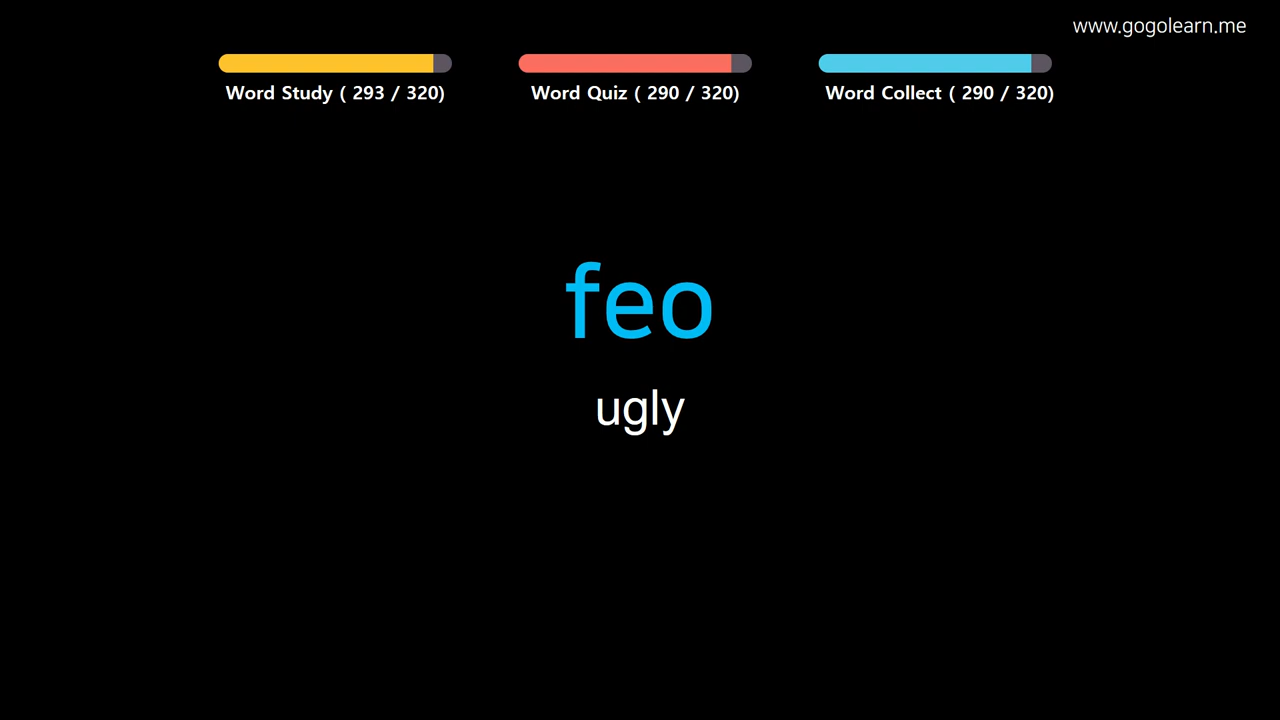 www.gogolearn.me
Word Study ( 293 / 320)
Word Quiz ( 290 / 320)
Word Collect ( 290 / 320)
feo
ugly